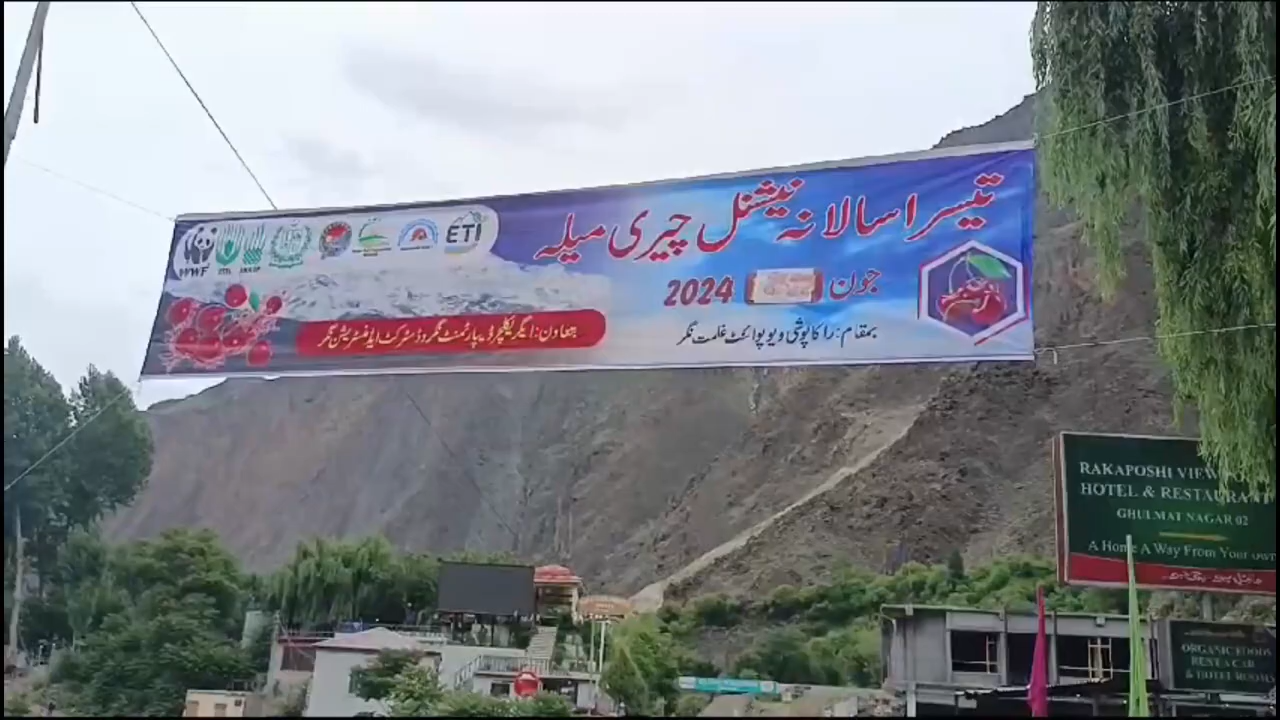 تیسرا سالانہ نیشنل چیری میلہ
جون 2024
بمقام: راکاپوشی ویو پوائنٹ غلمت نگر
بتعاون: ایگریکلچر ڈیپارٹمنٹ نگر و ڈسٹرکٹ ایڈمنسٹریشن نگر
WWF
ETI
RAKAPOSHI VIEW
HOTEL & RESTAURANT
GHULMAT NAGAR 02
A Home A Way From Your own
ORGANIC FOODS
RENT A CAR
& HOTEL ROOMS